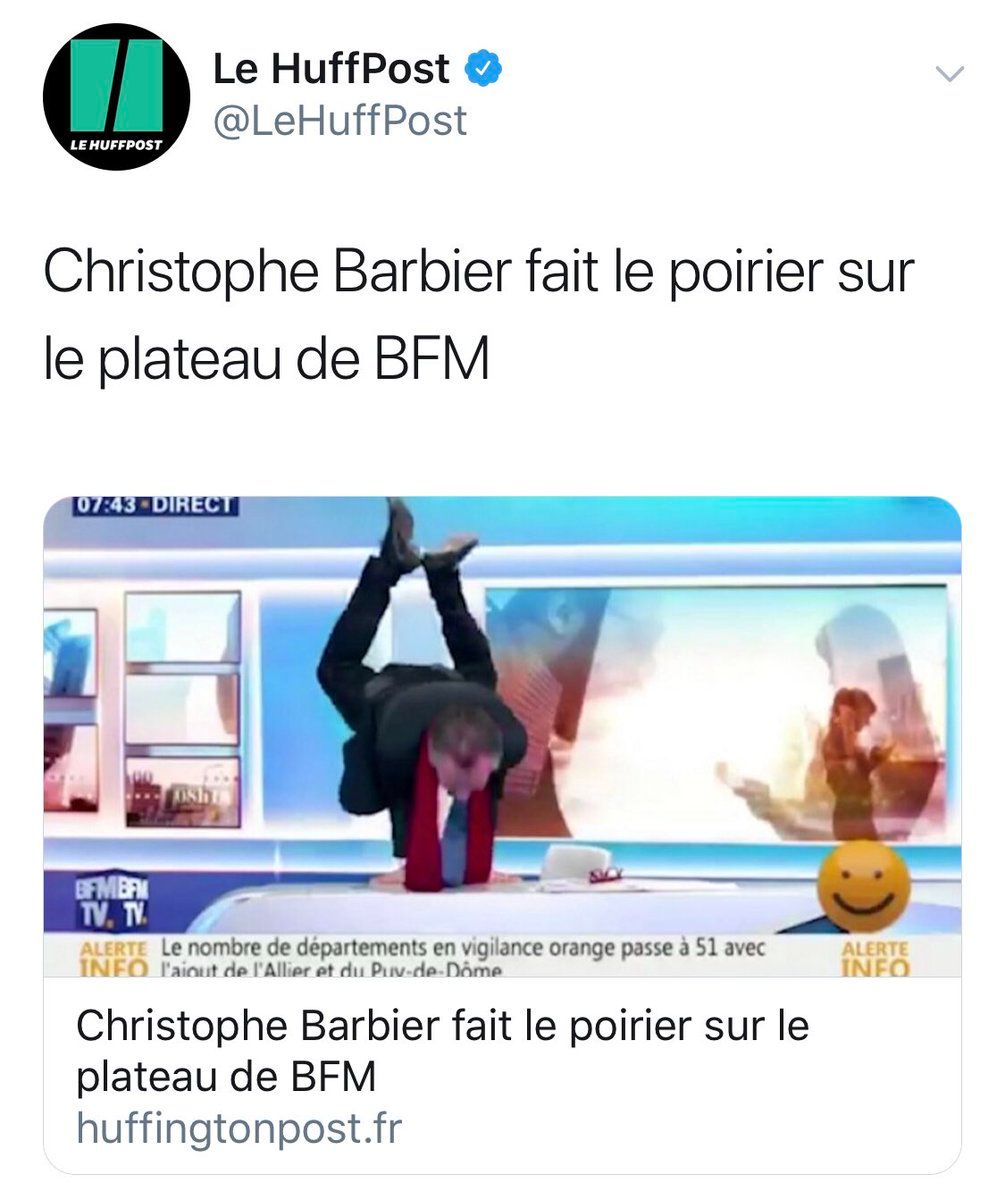 Le HuffPost
@LeHuffPost
LE HUFFPOST
Christophe Barbier fait le poirier sur
le plateau de BFM
07:43 DIRECT
BFM BFM
TV. TV.
ALERTE
INFO
Le nombre de départements en vigilance orange passe à 51 avec
l'ajout de l'Allier et du Puy-de-Dôme
ALERTE
INFO
Christophe Barbier fait le poirier sur le
plateau de BFM
huffingtonpost.fr